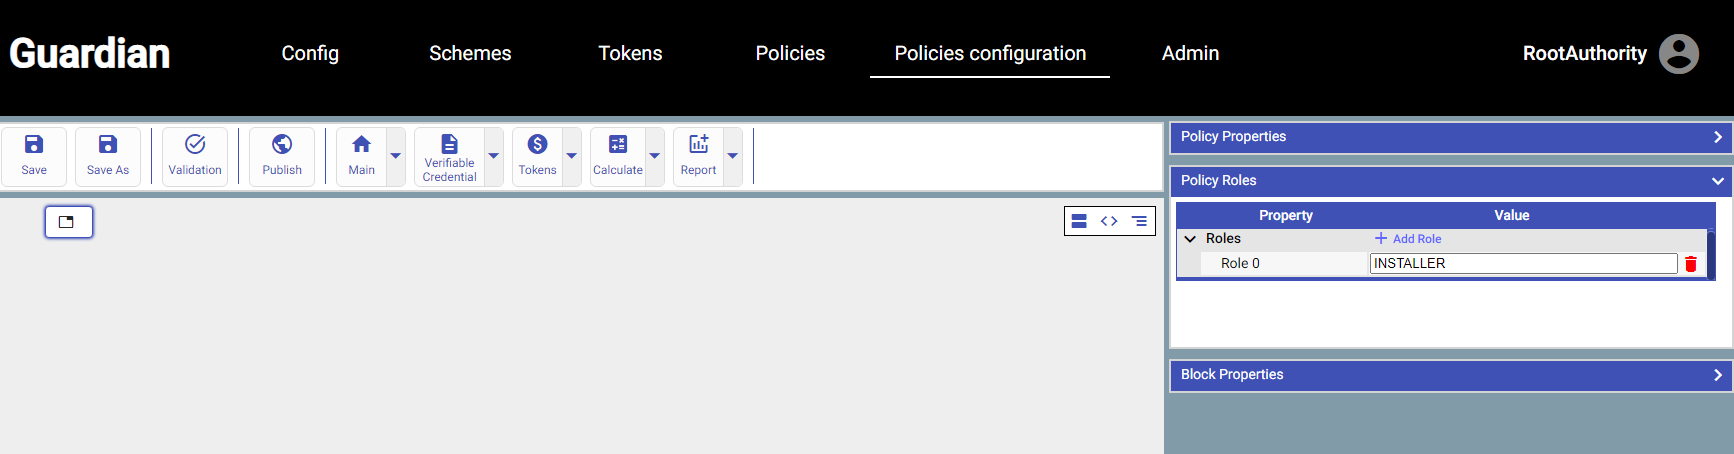 Guardian Config Schemes Tokens Policies Policies configuration Admin RootAuthority
Save Save As Validation Publish Main Verifiable Credential Tokens Calculate Report
Policy Properties
Policy Roles
Property Value
Roles Add Role
Role 0 INSTALLER
Block Properties